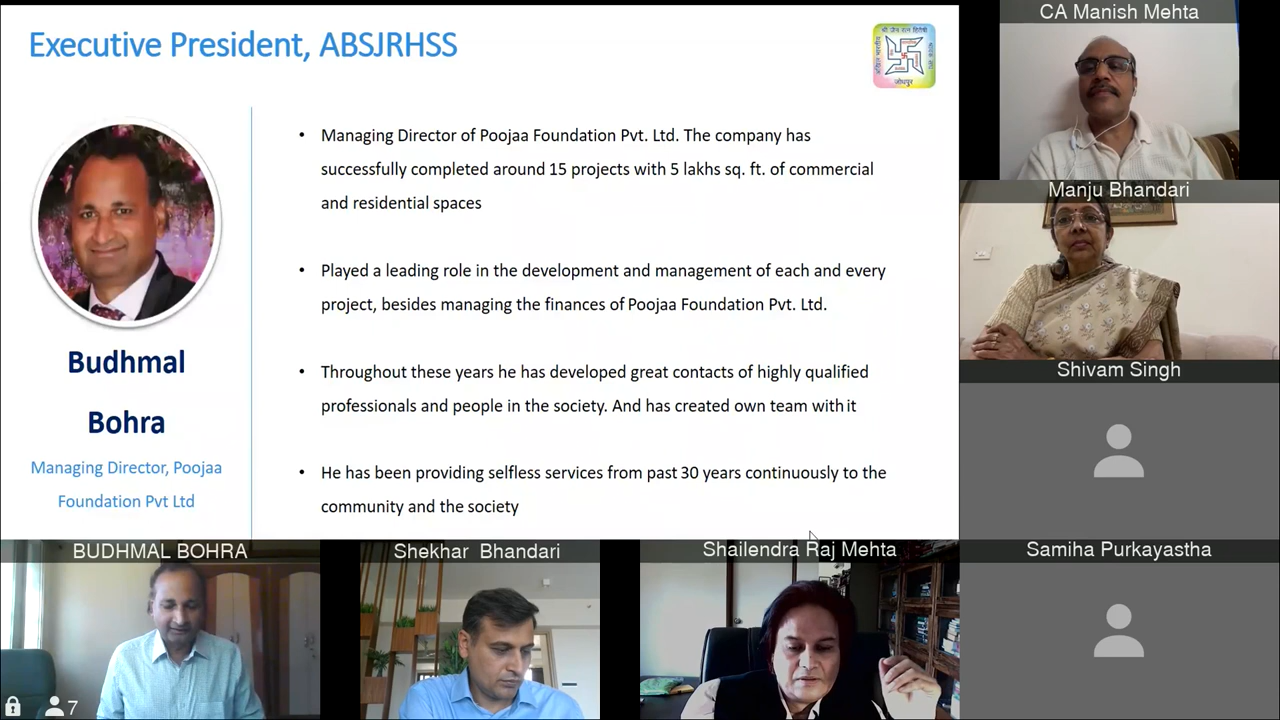 Executive President, ABSJRHSS
जोधपुर
• Managing Director of Poojaa Foundation Pvt. Ltd. The company has
successfully completed around 15 projects with 5 lakhs sq. ft. of commercial
and residential spaces
• Played a leading role in the development and management of each and every
project, besides managing the finances of Poojaa Foundation Pvt. Ltd.
• Throughout these years he has developed great contacts of highly qualified
professionals and people in the society. And has created own team with it
• He has been providing selfless services from past 30 years continuously to the
community and the society
Budhmal
Bohra
Managing Director, Poojaa
Foundation Pvt Ltd
CA Manish Mehta
Manju Bhandari
Shivam Singh
BUDHMAL BOHRA
Shekhar Bhandari
Shailendra Raj Mehta
Samiha Purkayastha
7